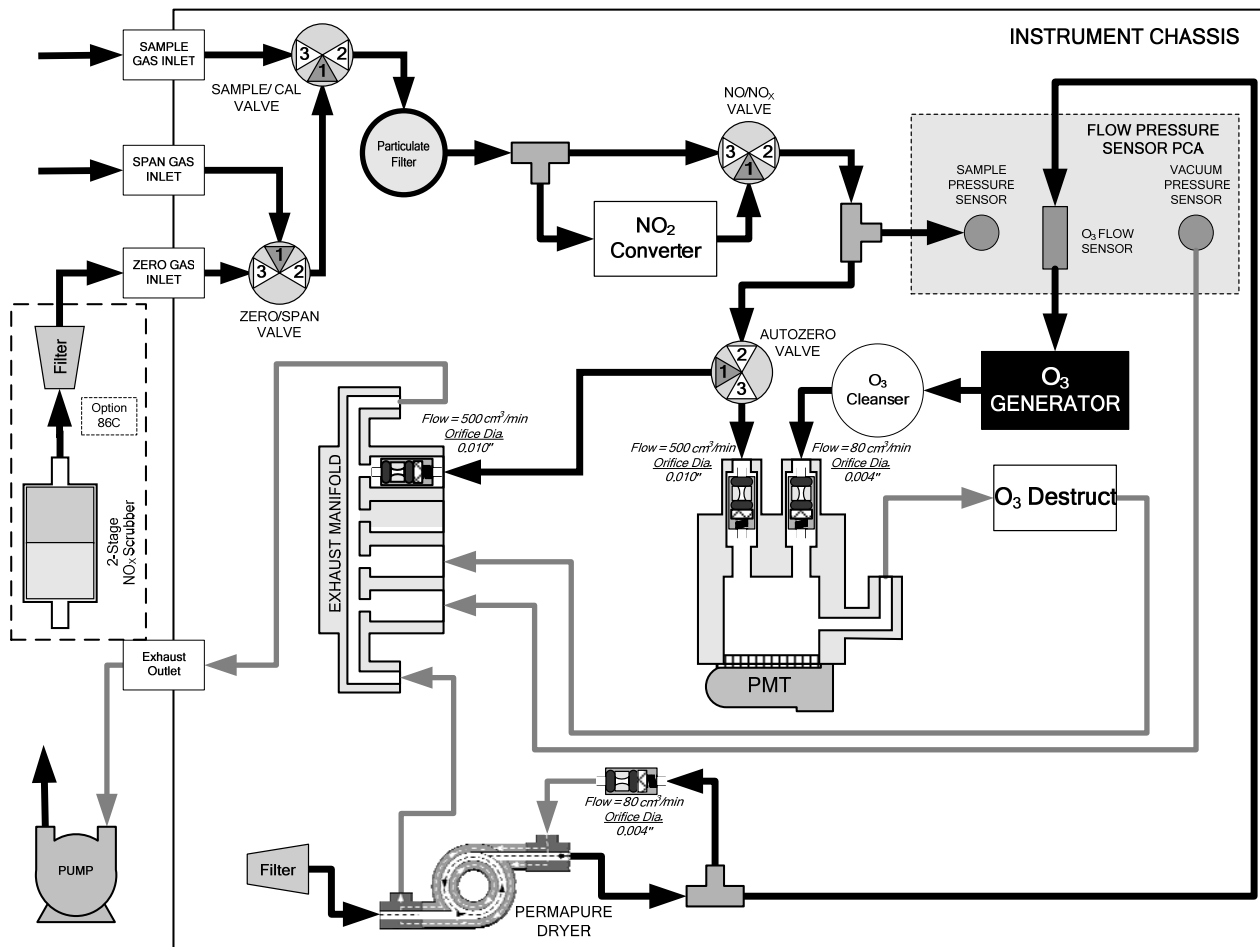 INSTRUMENT CHASSIS
SAMPLE
GAS INLET
3 2
1
SAMPLE/ CAL
VALVE
SPAN GAS
INLET
ZERO GAS
INLET
1
3 2
ZERO/SPAN
VALVE
Particulate
Filter
NO/NOX
VALVE
3 2
1
NO2
Converter
FLOW PRESSURE
SENSOR PCA
SAMPLE
PRESSURE
SENSOR
O3 FLOW
SENSOR
VACUUM
PRESSURE
SENSOR
AUTOZERO
VALVE
2
1
3
O3
Cleanser
O3
GENERATOR
O3 Destruct
Filter
Option
86C
2-Stage
NOX Scrubber
EXHAUST MANIFOLD
Flow = 500 cm3/min
Orifice Dia.
0.010"
Flow = 500 cm3/min
Orifice Dia.
0.010"
Flow = 80 cm3/min
Orifice Dia.
0.004"
PMT
Exhaust
Outlet
PUMP
Filter
PERMAPURE
DRYER
Flow = 80 cm3/min
Orifice Dia.
0.004"